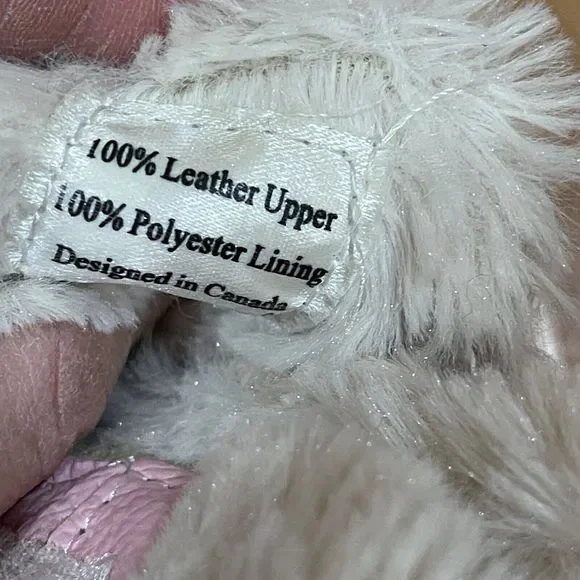 100% Leather Upper
100% Polyester Lining
Designed in Canada